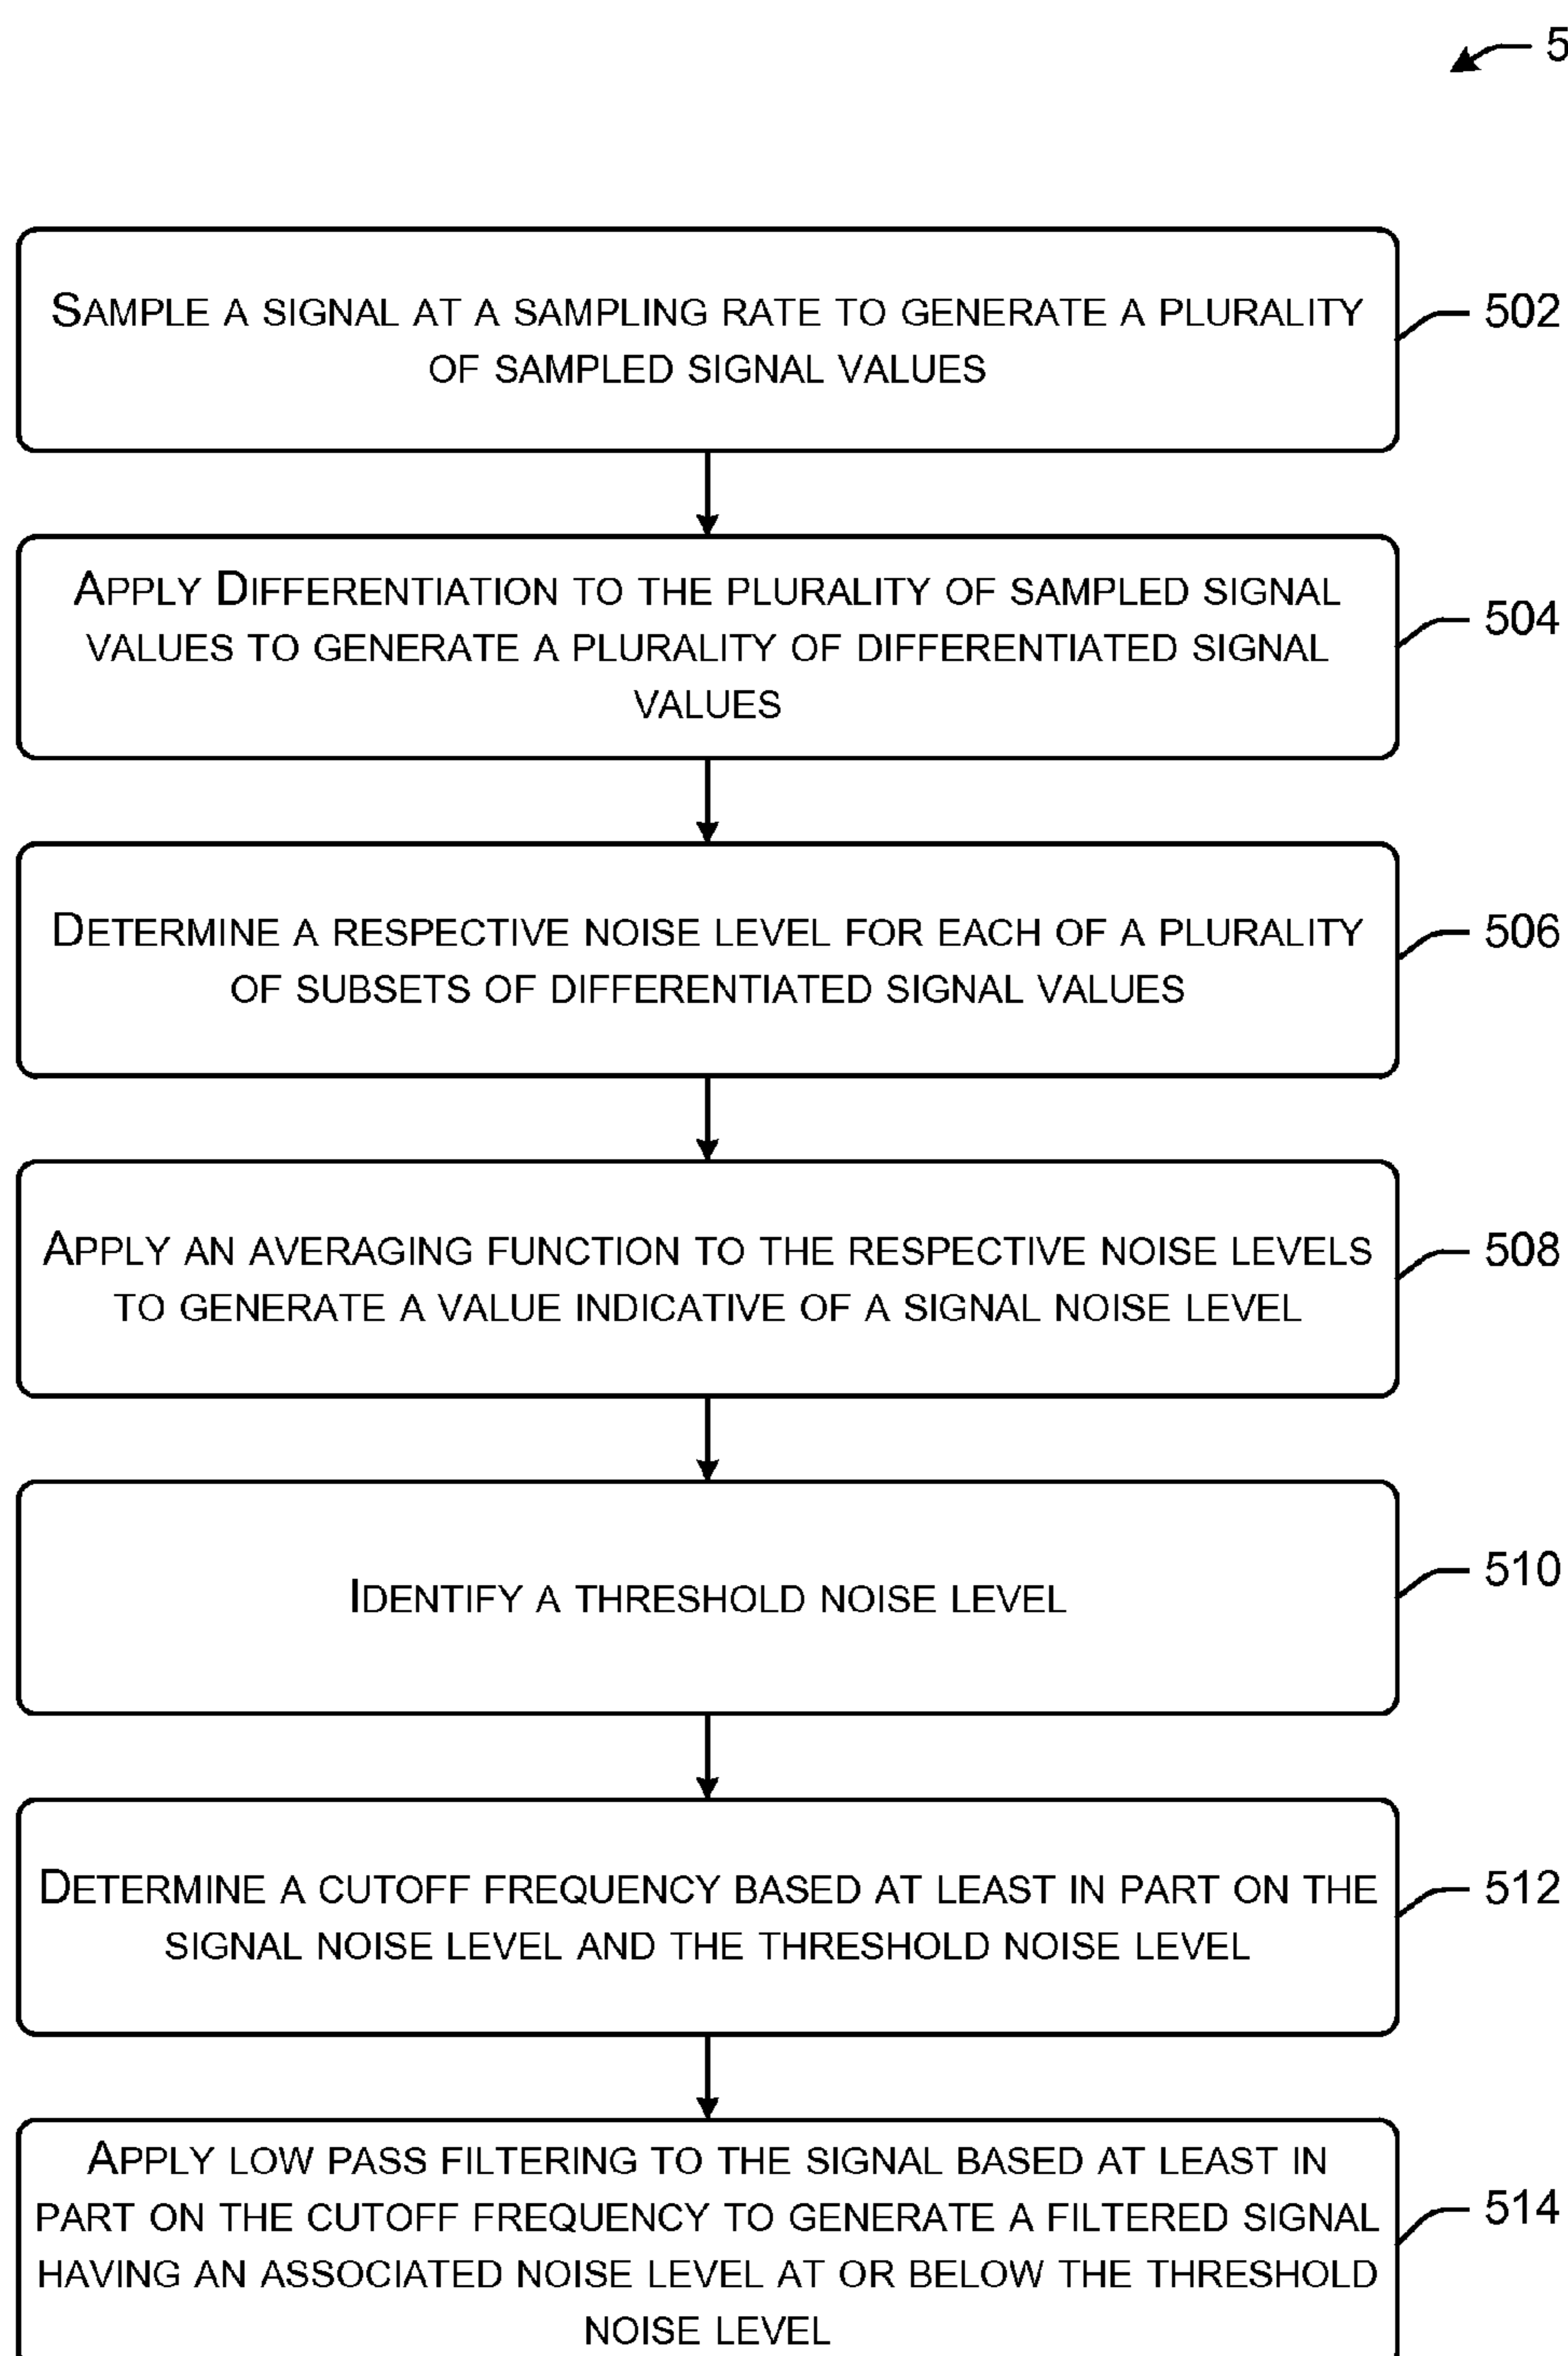 5
SAMPLE A SIGNAL AT A SAMPLING RATE TO GENERATE A PLURALITY
OF SAMPLED SIGNAL VALUES
502
APPLY DIFFERENTIATION TO THE PLURALITY OF SAMPLED SIGNAL
VALUES TO GENERATE A PLURALITY OF DIFFERENTIATED SIGNAL
VALUES
504
DETERMINE A RESPECTIVE NOISE LEVEL FOR EACH OF A PLURALITY
OF SUBSETS OF DIFFERENTIATED SIGNAL VALUES
506
APPLY AN AVERAGING FUNCTION TO THE RESPECTIVE NOISE LEVELS
TO GENERATE A VALUE INDICATIVE OF A SIGNAL NOISE LEVEL
508
IDENTIFY A THRESHOLD NOISE LEVEL
510
DETERMINE A CUTOFF FREQUENCY BASED AT LEAST IN PART ON THE
SIGNAL NOISE LEVEL AND THE THRESHOLD NOISE LEVEL
512
APPLY LOW PASS FILTERING TO THE SIGNAL BASED AT LEAST IN
PART ON THE CUTOFF FREQUENCY TO GENERATE A FILTERED SIGNAL
HAVING AN ASSOCIATED NOISE LEVEL AT OR BELOW THE THRESHOLD
NOISE LEVEL
514